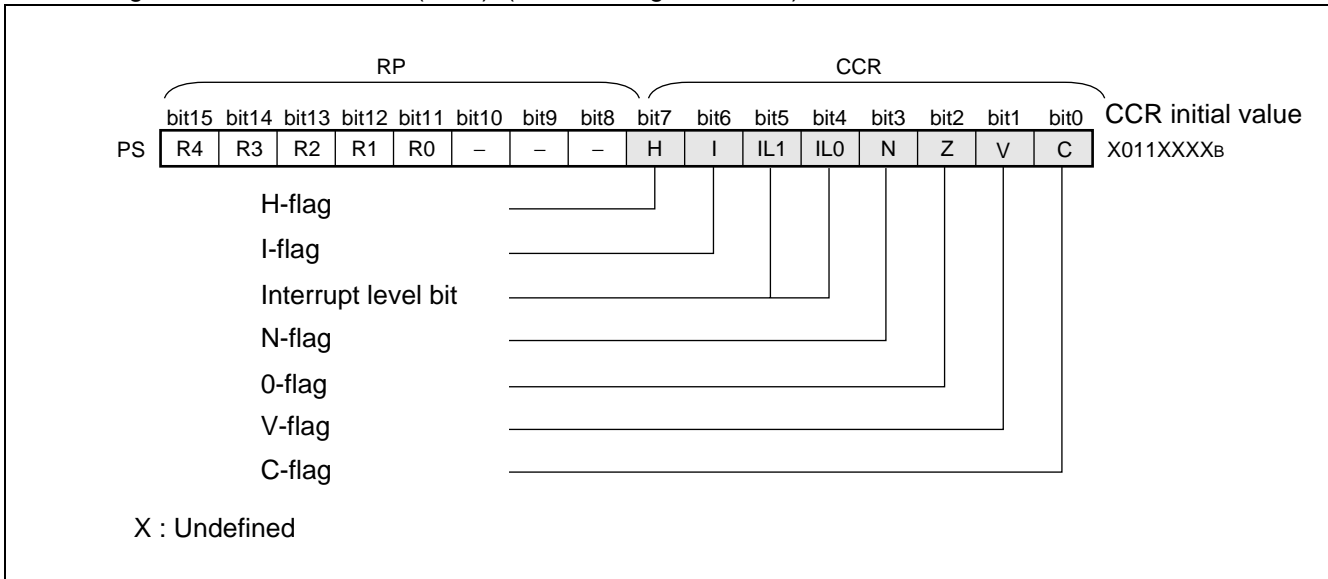 RP CCR
bit15 bit14 bit13 bit12 bit11 bit10 bit9 bit8 bit7 bit6 bit5 bit4 bit3 bit2 bit1 bit0 CCR initial value
PS R4 R3 R2 R1 R0 – – – H I IL1 IL0 N Z V C X011XXXXB
H-flag
I-flag
Interrupt level bit
N-flag
0-flag
V-flag
C-flag
X : Undefined